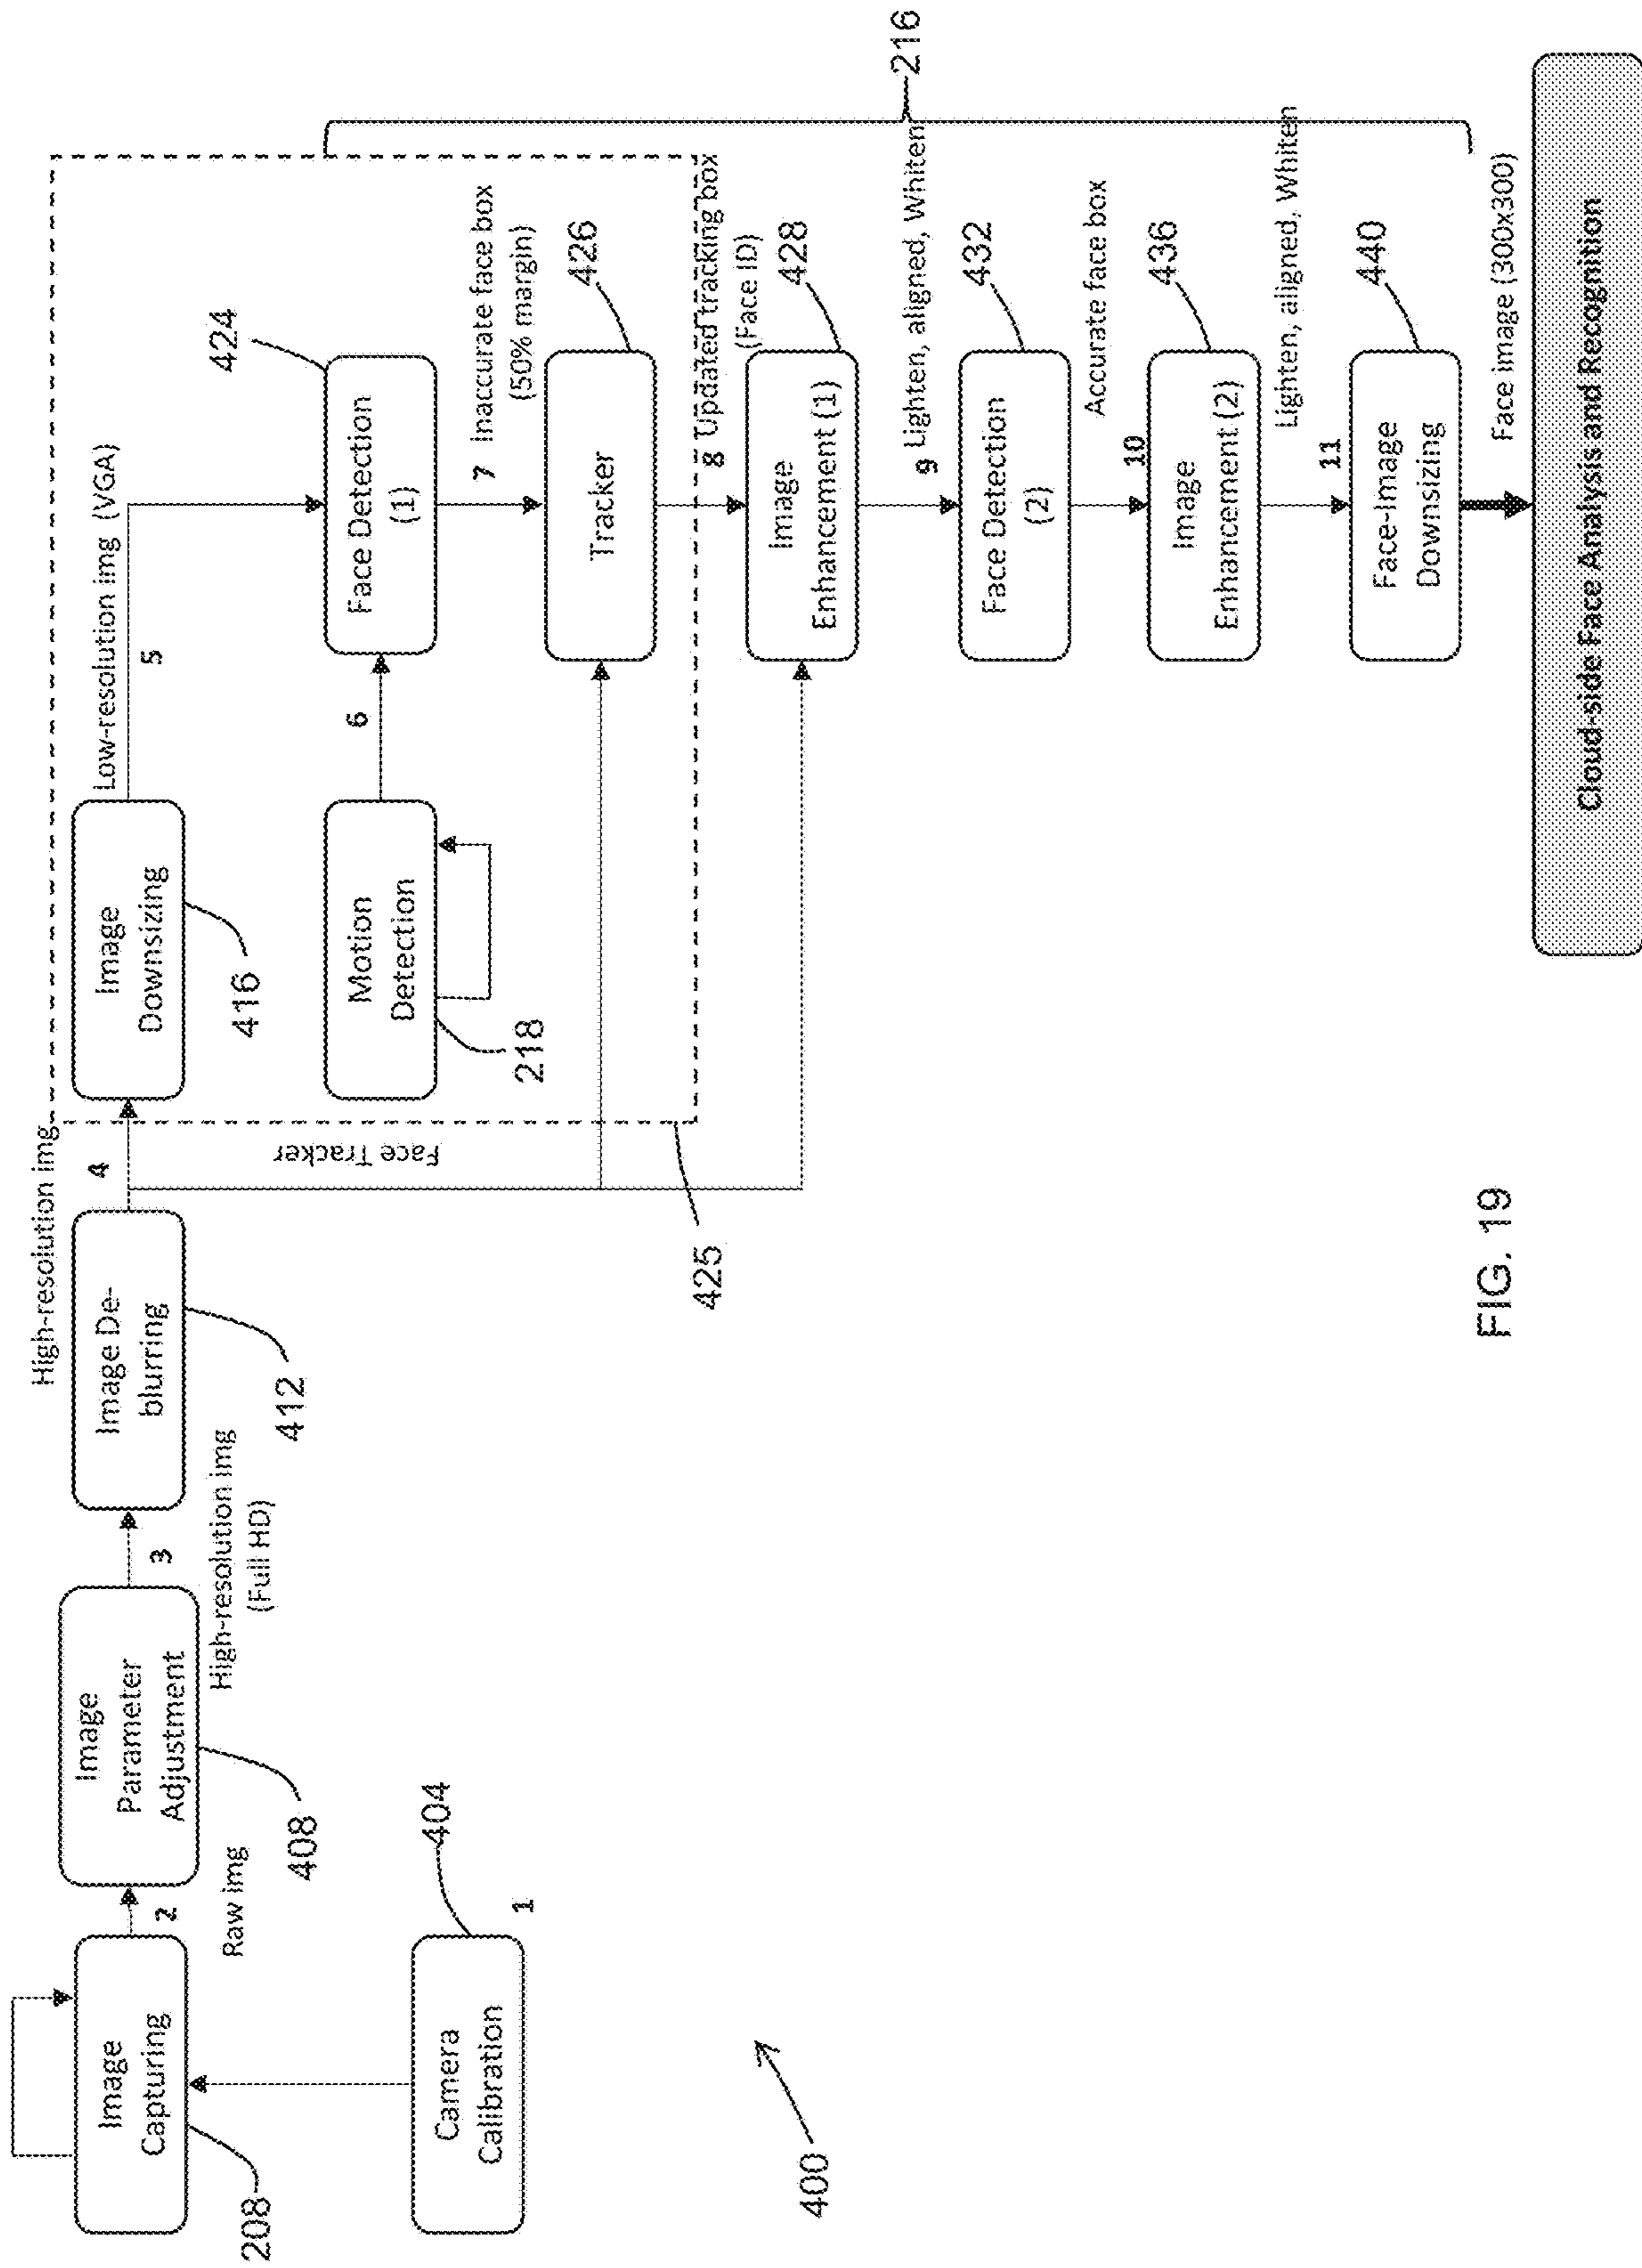 Image
Capturing
208
2
Raw img
Camera
Calibration
404
1
400
Image
Parameter
Adjustment
408
3
High-resolution img
(Full HD)
Image De-
blurring
412
High-resolution img
4
Face Tracker
425
Image
Downsizing
416
Low-resolution img (VGA)
5
Motion
Detection
218
6
Face Detection
(1)
424
7
Inaccurate face box
(50% margin)
Tracker
426
8
Updated tracking box
(Face ID)
Image
Enhancement (1)
428
9
Lighten, aligned, Whiten
Face Detection
(2)
432
Accurate face box
10
Image
Enhancement (2)
436
Lighten, aligned, Whiten
11
Face-Image
Downsizing
440
Face image (300x300)
216
Cloud-side Face Analysis and Recognition
FIG. 19